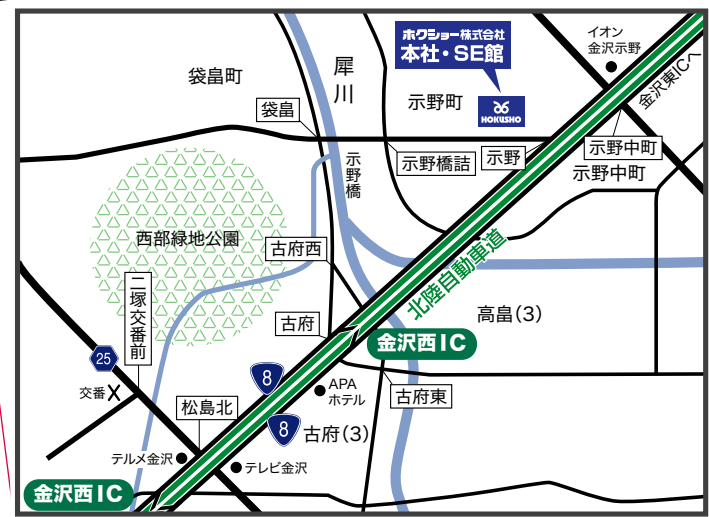 ホクショー株式会社
本社・SE館
HOKUSHO
イオン
金沢示野
金沢東ICへ
袋畠町
犀川
示野町
袋畠
示野橋
示野橋詰
示野
示野中町
示野中町
西部緑地公園
古府西
北陸自動車道
二塚交番前
古府
高畠(3)
金沢西IC
25
8
交番
APA
ホテル
古府東
松島北
8
古府(3)
テルメ金沢
テレビ金沢
金沢西IC